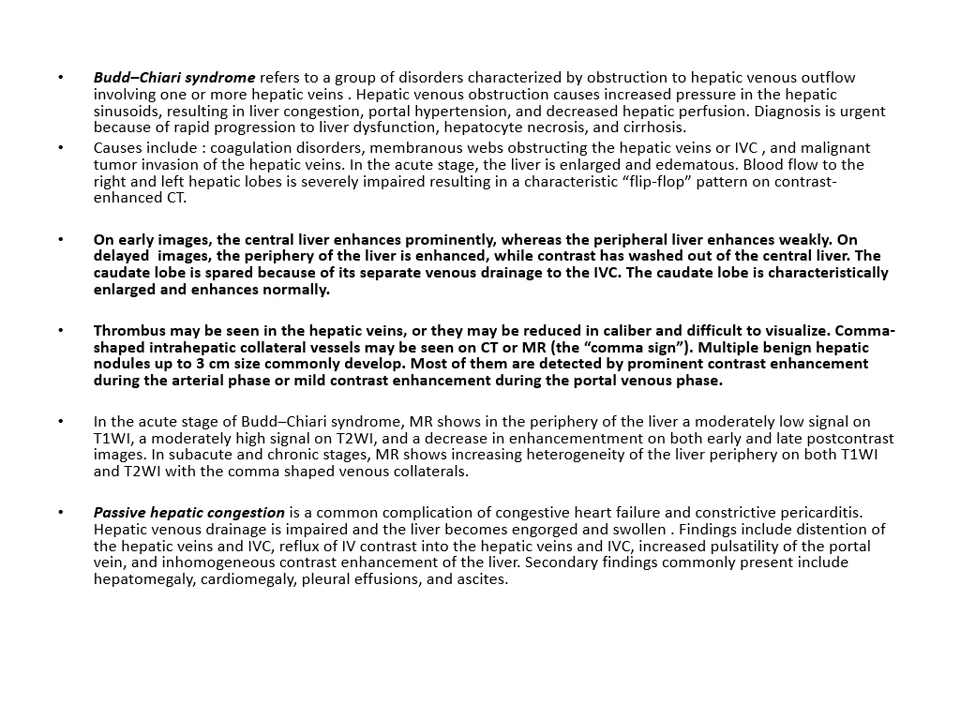 • Budd–Chiari syndrome refers to a group of disorders characterized by obstruction to hepatic venous outflow
involving one or more hepatic veins . Hepatic venous obstruction causes increased pressure in the hepatic
sinusoids, resulting in liver congestion, portal hypertension, and decreased hepatic perfusion. Diagnosis is urgent
because of rapid progression to liver dysfunction, hepatocyte necrosis, and cirrhosis.
• Causes include : coagulation disorders, membranous webs obstructing the hepatic veins or IVC , and malignant
tumor invasion of the hepatic veins. In the acute stage, the liver is enlarged and edematous. Blood flow to the
right and left hepatic lobes is severely impaired resulting in a characteristic “flip-flop” pattern on contrast-
enhanced CT.
• On early images, the central liver enhances prominently, whereas the peripheral liver enhances weakly. On
delayed  images, the periphery of the liver is enhanced, while contrast has washed out of the central liver. The
caudate lobe is spared because of its separate venous drainage to the IVC. The caudate lobe is characteristically
enlarged and enhances normally.
• Thrombus may be seen in the hepatic veins, or they may be reduced in caliber and difficult to visualize. Comma-
shaped intrahepatic collateral vessels may be seen on CT or MR (the “comma sign”). Multiple benign hepatic
nodules up to 3 cm size commonly develop. Most of them are detected by prominent contrast enhancement
during the arterial phase or mild contrast enhancement during the portal venous phase.
• In the acute stage of Budd–Chiari syndrome, MR shows in the periphery of the liver a moderately low signal on
T1WI, a moderately high signal on T2WI, and a decrease in enhancementment on both early and late postcontrast
images. In subacute and chronic stages, MR shows increasing heterogeneity of the liver periphery on both T1WI
and T2WI with the comma shaped venous collaterals.
• Passive hepatic congestion is a common complication of congestive heart failure and constrictive pericarditis.
Hepatic venous drainage is impaired and the liver becomes engorged and swollen . Findings include distention of
the hepatic veins and IVC, reflux of IV contrast into the hepatic veins and IVC, increased pulsatility of the portal
vein, and inhomogeneous contrast enhancement of the liver. Secondary findings commonly present include
hepatomegaly, cardiomegaly, pleural effusions, and ascites.